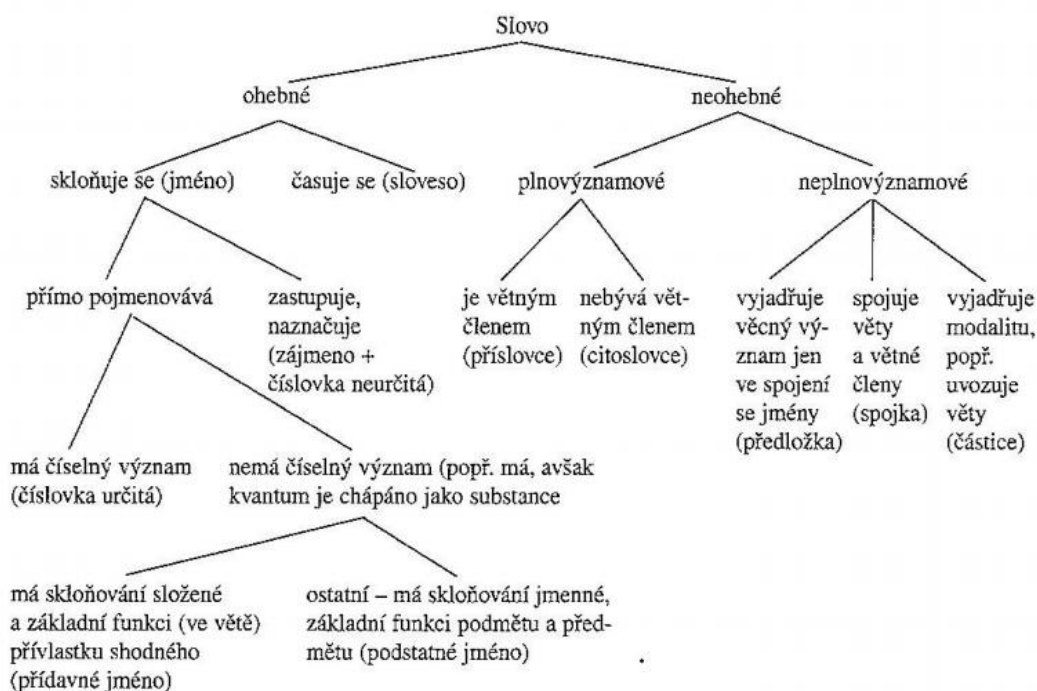 Slovo
ohebné
neohebné
skloňuje se (jméno)
časuje se (sloveso)
plnovýznamové
neplnovýznamové
přímo pojmenovává
zastupuje,
naznačuje
(zájmeno +
číslovka neurčitá)
je větným
členem
(příslovce)
nebývá vět-
ným členem
(citoslovce)
vyjadřuje
věcný vý-
znam jen
ve spojení
se jmény
(předložka)
spojuje
věty
a větné
členy
(spojka)
vyjadřuje
modalitu,
popř.
uvozuje
věty
(částice)
má číselný význam
(číslovka určitá)
nemá číselný význam (popř. má, avšak
kvantum je chápáno jako substance
má skloňování složené
a základní funkci (ve větě)
přívlastku shodného
(přídavné jméno)
ostatní – má skloňování jmenné,
základní funkci podmětu a před-
mětu (podstatné jméno)